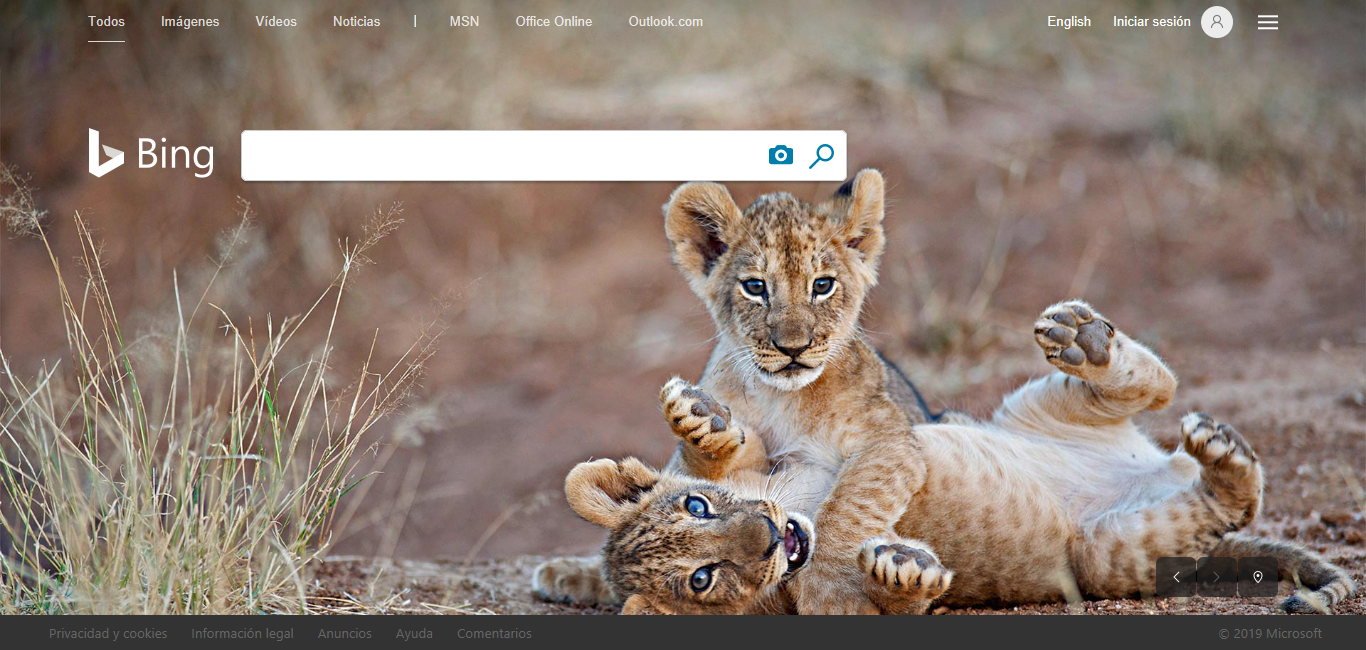 Todos Imágenes Vídeos Noticias | MSN Office Online Outlook.com English Iniciar sesión
Bing
Privacidad y cookies Información legal Anuncios Ayuda Comentarios © 2019 Microsoft